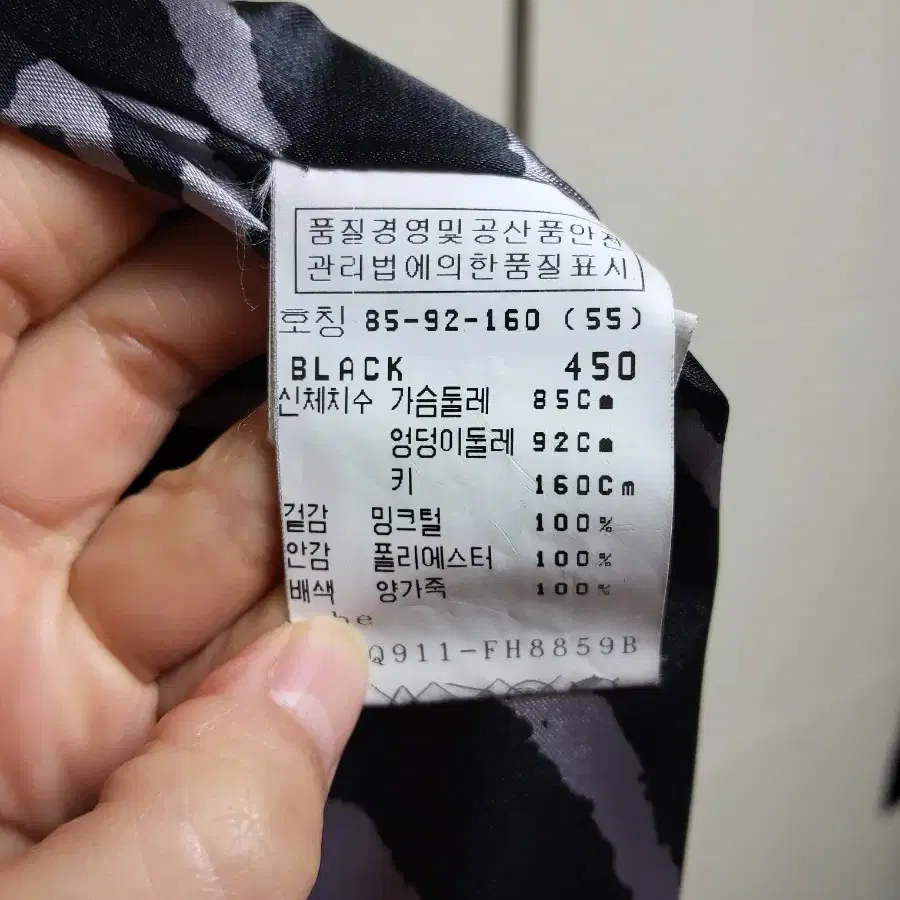 품질경영및공산품안전
관리법에의한품질표시
호칭 85-92-160 (55)
BLACK 450
신체치수 가슴둘레 85Cm
엉덩이둘레 92Cm
키 160Cm
겉감 밍크털 100%
안감 폴리에스터 100%
배색 양가죽 100%
Q911-FH8859B